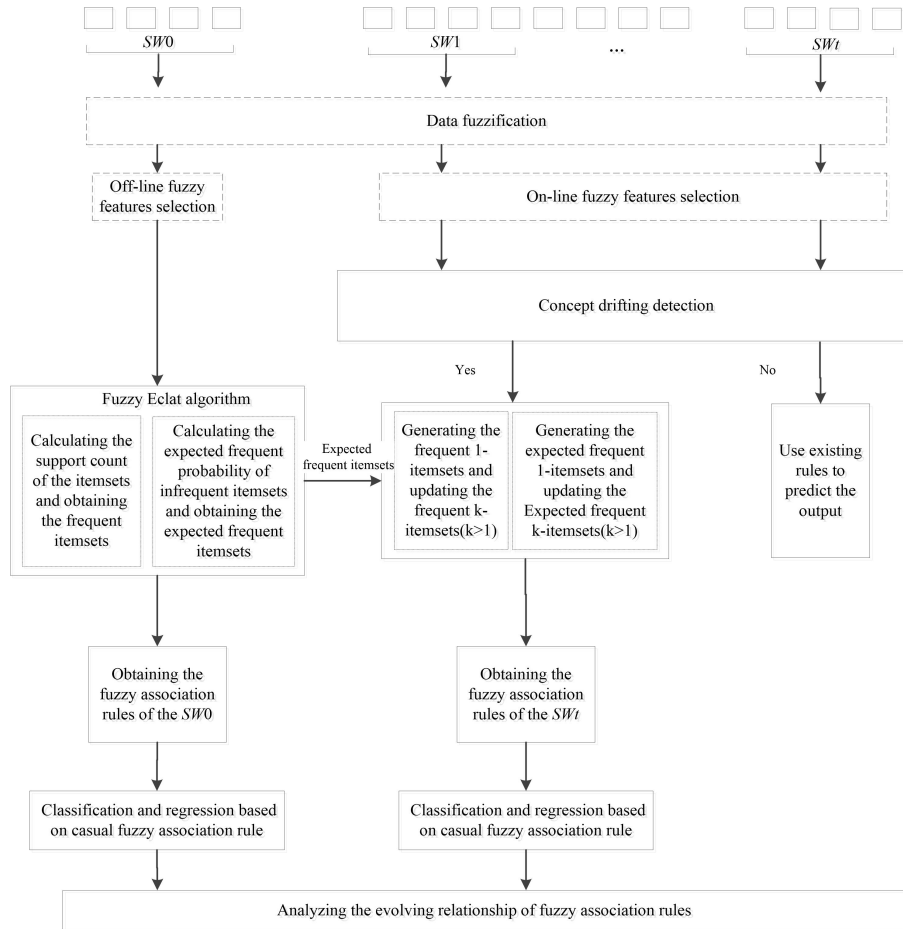 SW0
SW1
...
SWt
Data fuzzification
Off-line fuzzy
features selection
On-line fuzzy features selection
Concept drifting detection
Yes
No
Fuzzy Eclat algorithm
Calculating the
support count
of the itemsets
and obtaining
the frequent
itemsets
Calculating the
expected frequent
probability of
infrequent itemsets
and obtaining the
expected frequent
itemsets
Expected
frequent itemsets
Generating the
frequent 1-
itemsets and
updating the
frequent k-
itemsets(k>1)
Generating the
expected frequent
1-itemsets and
updating the
Expected frequent
k-itemsets(k>1)
Use existing
rules to
predict the
output
Obtaining the
fuzzy association
rules of the SW0
Obtaining the
fuzzy association
rules of the SWt
Classification and regression based
on casual fuzzy association rule
Classification and regression based
on casual fuzzy association rule
Analyzing the evolving relationship of fuzzy association rules